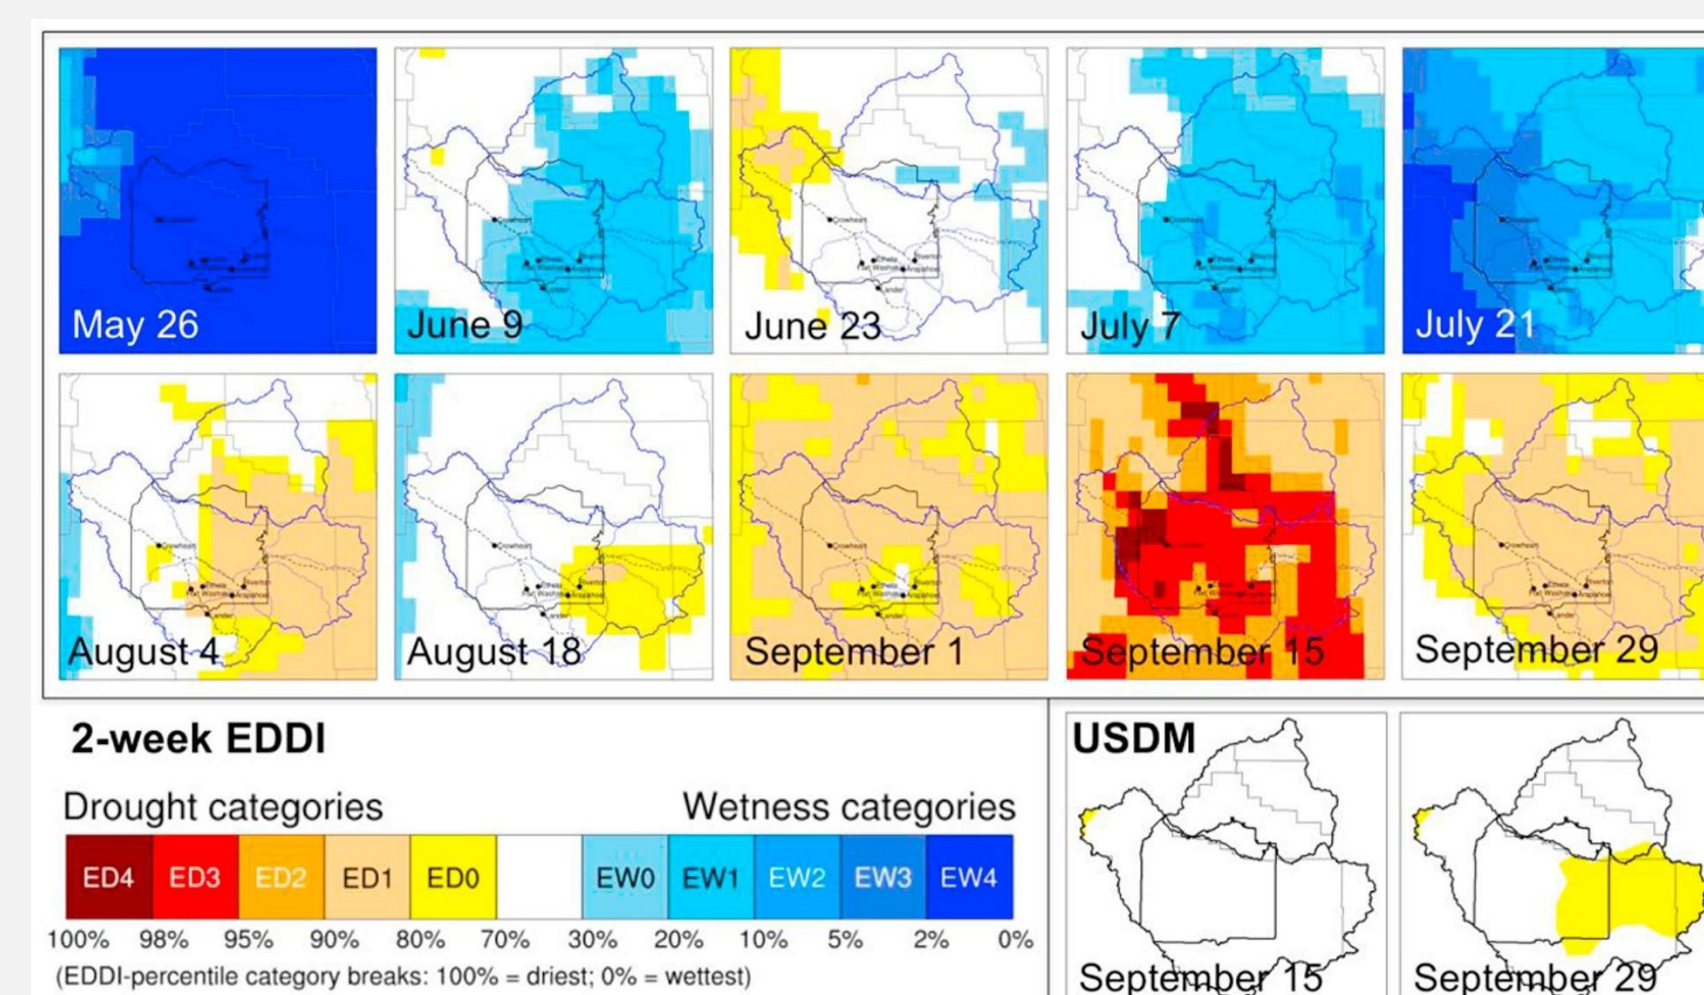 May 26
June 9
June 23
July 7
July 21
August 4
August 18
September 1
September 15
September 29
2-week EDDI
Drought categories
Wetness categories
ED4 ED3 ED2 ED1 ED0 EW0 EW1 EW2 EW3 EW4
100% 98% 95% 90% 80% 70% 30% 20% 10% 5% 2% 0%
(EDDI-percentile category breaks: 100% = driest; 0% = wettest)
USDM
September 15
September 29